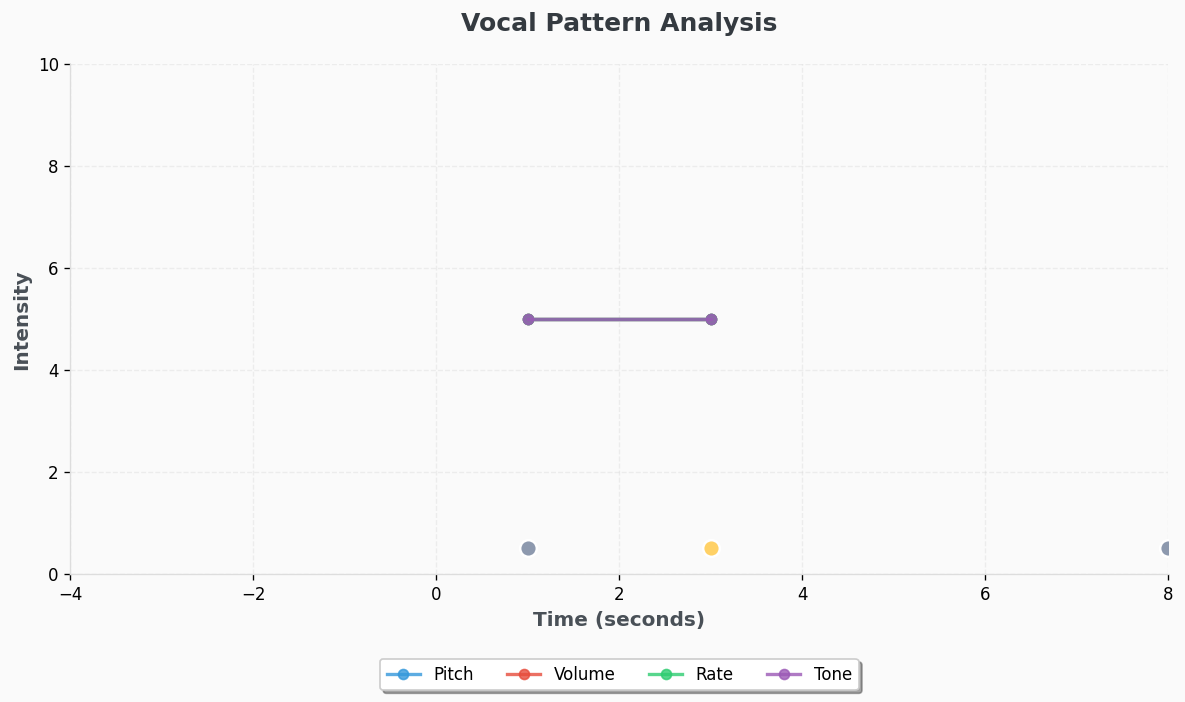 Vocal Pattern Analysis
10
8
6
4
2
0
Intensity
−4 −2 0 2 4 6 8
Time (seconds)
Pitch Volume Rate Tone